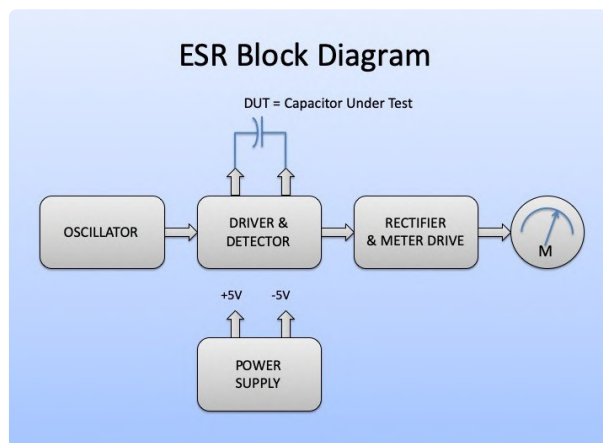 ESR Block Diagram
DUT = Capacitor Under Test
OSCILLATOR
DRIVER &
DETECTOR
RECTIFIER
& METER DRIVE
M
+5V
-5V
POWER
SUPPLY